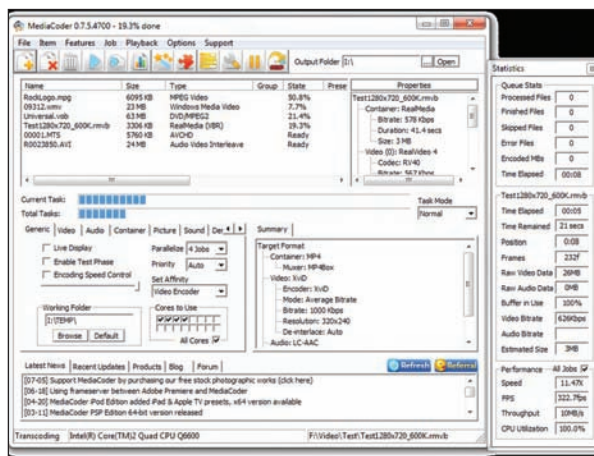 MediaCoder 0.7.5.4700 - 19.3% done
File Item Features Job Playback Options Support
Output Folder I:\ ... Open
Name Size Type Group State Prese
RockLogo.mpg 6095 KB MPEG Video 50.8%
09312.wmv 23 MB Windows Media Video 7.7%
Universal.vob 63 MB DVD/MPEG2 21.4%
Test1280x720_600K.rmvb 3306 KB RealMedia (VBR) 19.3%
00001.MTS 5760 KB AVCHD Ready
R0023850.AVI 24 MB Audio Video Interleave Ready
Properties
Test1280x720_600K.rmvb
Container: RealMedia
Bitrate: 578 Kbps
Duration: 41.4 secs
Size: 3 MB
Video (0): RealVideo 4
Codec: RV40
Bitrate: 567 Kbps
Current Task:
Total Tasks:
Task Mode
Normal
Generic Video Audio Container Picture Sound Dec
Live Display
Enable Test Phase
Encoding Speed Control
Parallelize 4 Jobs
Priority Auto
Set Affinity
Video Encoder
Working Folder
I:\TEMP\
Browse Default
Cores to Use
All Cores
Summary
Target Format
Container: MP4
Muxer: MP4Box
Video: XviD
Encoder: XviD
Mode: Average Bitrate
Bitrate: 1000 Kbps
Resolution: 320x240
De-interlace: Auto
Audio: LC-AAC
Latest News Recent Updates Products Blog Forum
Refresh Referral
[07-05] Support MediaCoder by purchasing our free stock photographic works (click here)
[06-18] Using frameserver between Adobe Premiere and MediaCoder
[04-20] MediaCoder iPod Edition added iPad & Apple TV presets, x64 version available
[03-11] MediaCoder PSP Edition 64-bit version released
Transcoding Intel(R) Core(TM)2 Quad CPU Q6600 F:\Video\Test\Test1280x720_600K.rmvb
Statistics
Queue Stats
Processed Files 0
Finished Files 0
Skipped Files 0
Error Files 0
Encoded MBs 0
Time Elapsed 00:08
Test1280x720_600K.rmvb
Time Elapsed 00:05
Time Remained 21 secs
Position 0:08
Frames 232f
Raw Video Data 26MB
Raw Audio Data 0MB
Buffer in Use 100%
Video Bitrate 626Kbps
Audio Bitrate
Estimated Size 3MB
Performance All Jobs
Speed 11.47X
FPS 322.7fps
Throughput 10MB/s
CPU Utilization 100.0%